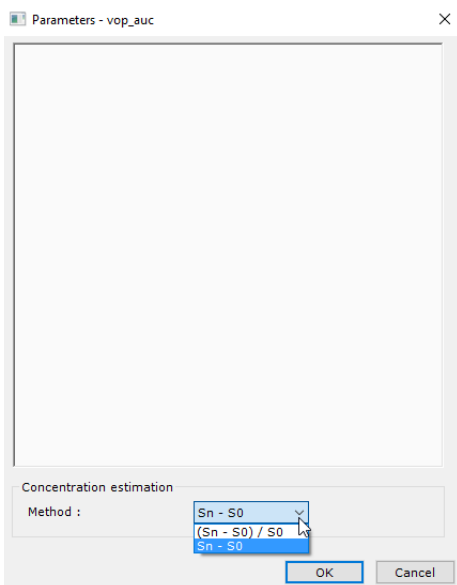 Parameters - vop_auc
Concentration estimation
Method :
Sn - S0
(Sn - S0) / S0
Sn - S0
OK
Cancel